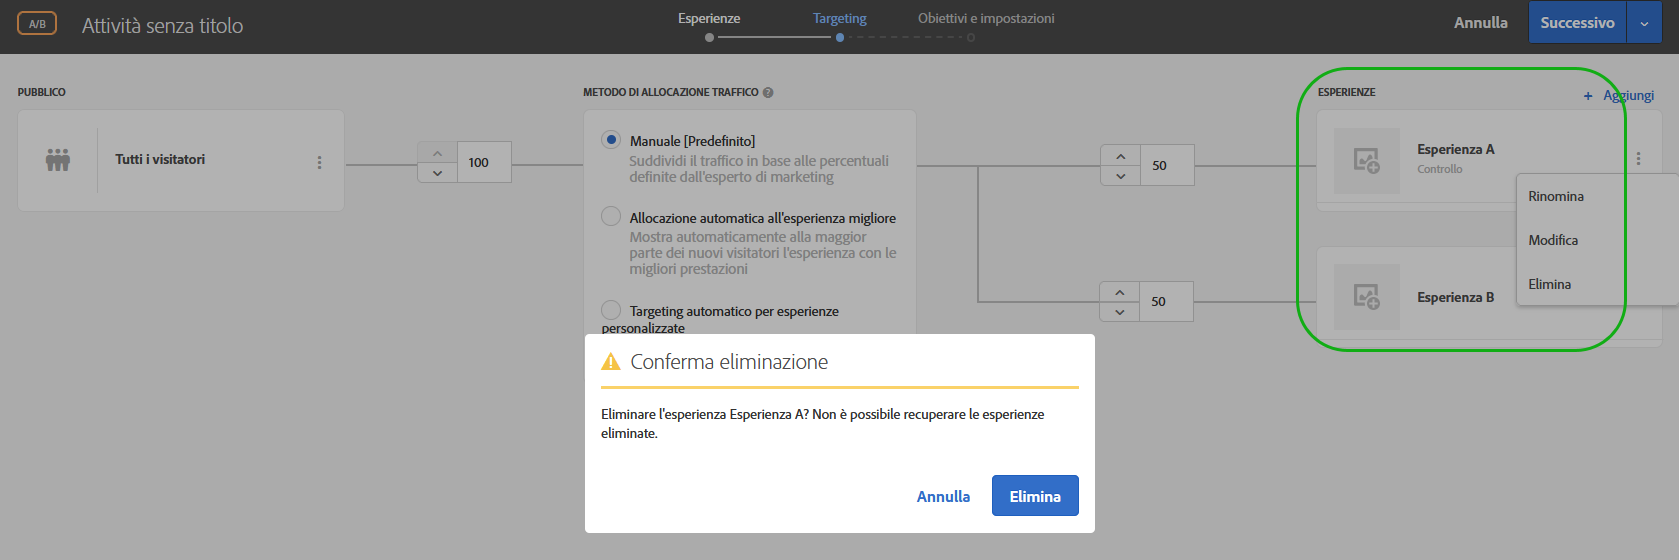 A/B
Attività senza titolo
Esperienze
Targeting
Obiettivi e impostazioni
Annulla
Successivo
PUBBLICO
Tutti i visitatori
100
METODO DI ALLOCAZIONE TRAFFICO ?
Manuale [Predefinito]
Suddividi il traffico in base alle percentuali
definite dall'esperto di marketing
Allocazione automatica all'esperienza migliore
Mostra automaticamente alla maggior
parte dei nuovi visitatori l'esperienza con le
migliori prestazioni
Targeting automatico per esperienze
personalizzate
50
50
ESPERIENZE
+ Aggiungi
Esperienza A
Controllo
Rinomina
Modifica
Elimina
Esperienza B
Conferma eliminazione
Eliminare l'esperienza Esperienza A? Non è possibile recuperare le esperienze
eliminate.
Annulla
Elimina